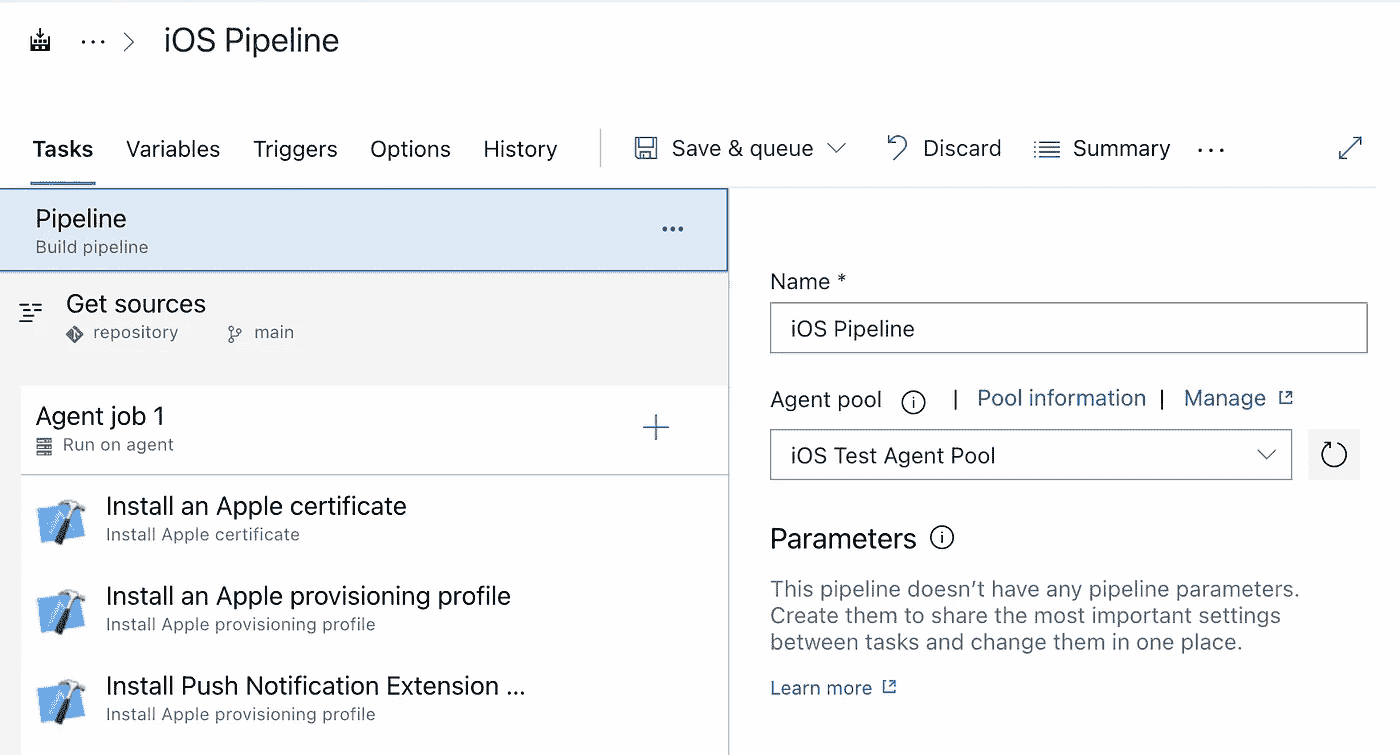 ... > iOS Pipeline
Tasks Variables Triggers Options History Save & queue Discard Summary ...
Pipeline ...
Build pipeline
Get sources
repository main
Agent job 1
Run on agent
Install an Apple certificate
Install Apple certificate
Install an Apple provisioning profile
Install Apple provisioning profile
Install Push Notification Extension ...
Install Apple provisioning profile
Name *
iOS Pipeline
Agent pool | Pool information | Manage
iOS Test Agent Pool
Parameters
This pipeline doesn’t have any pipeline parameters.
Create them to share the most important settings
between tasks and change them in one place.
Learn more